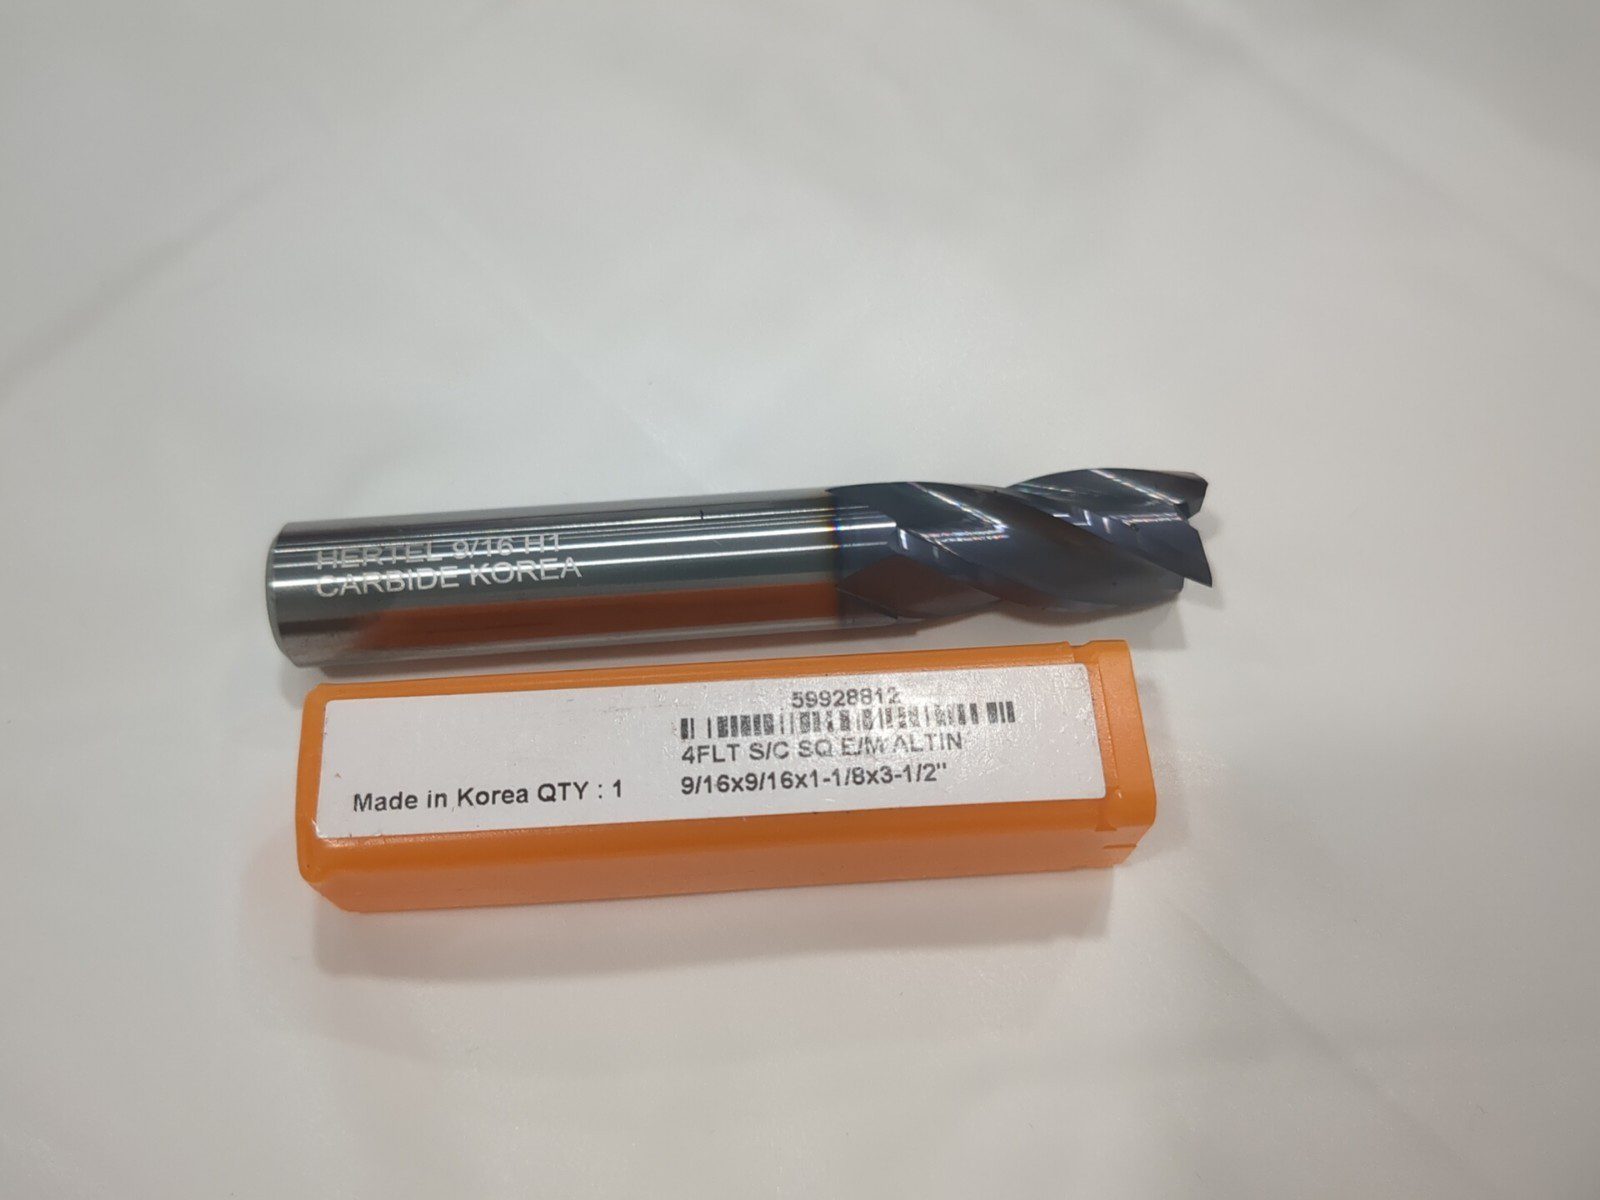 HERTEL 9/16 H1
CARBIDE KOREA
59928812
4FLT S/C SQ E/M ALTIN
9/16x9/16x1-1/8x3-1/2"
Made in Korea QTY : 1